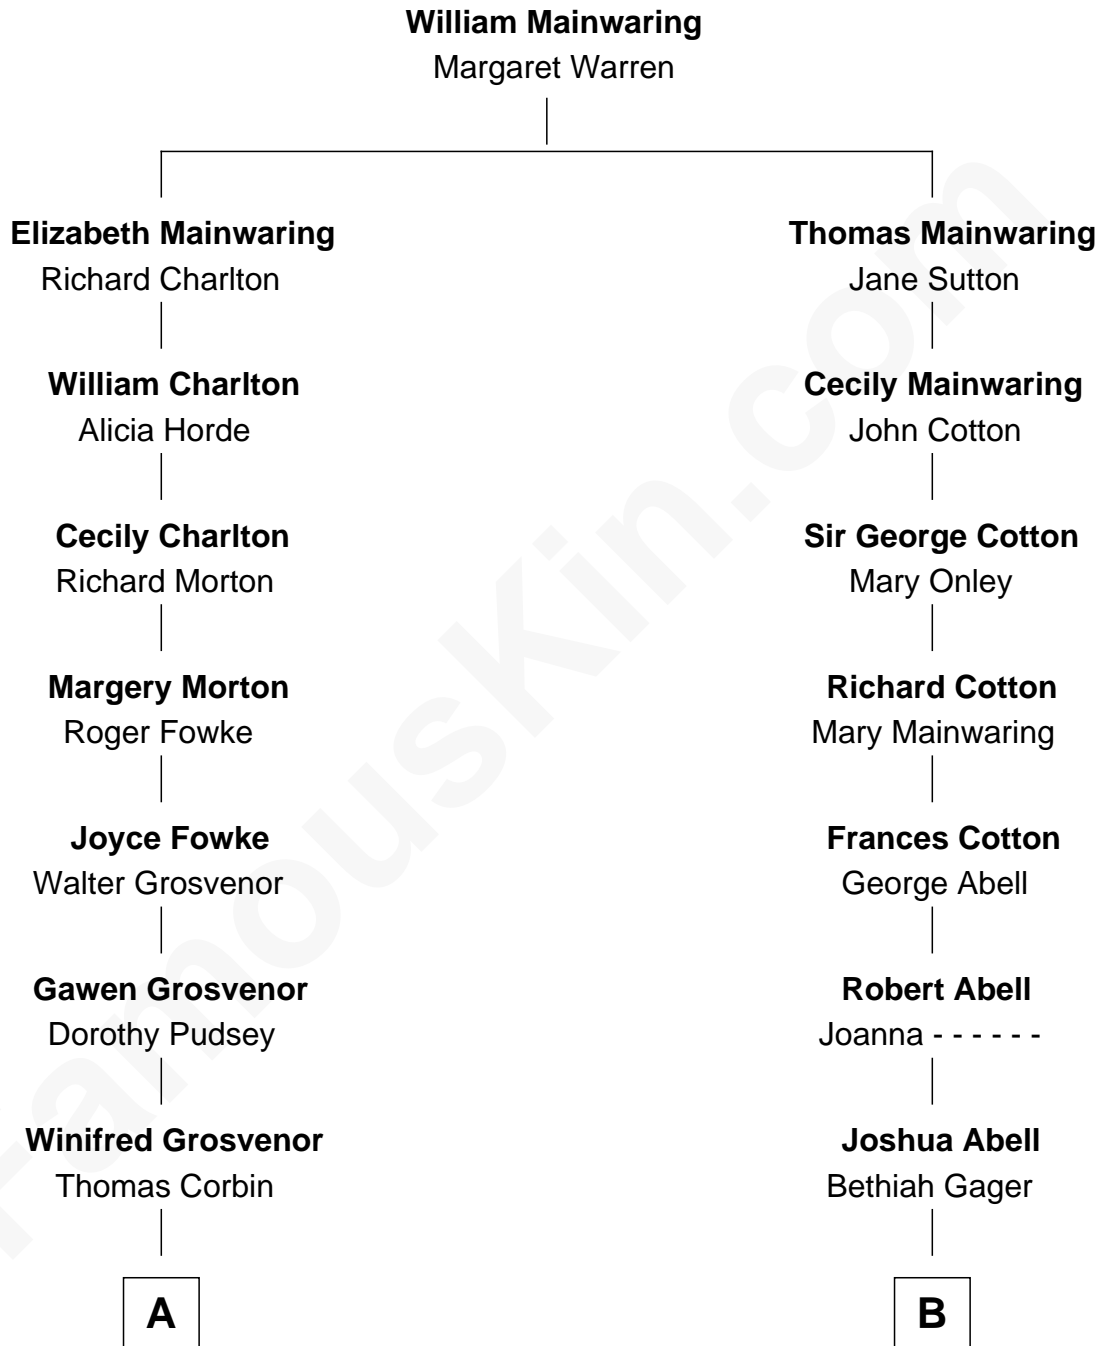 William Mainwaring
Margaret Warren
Elizabeth Mainwaring
Richard Charlton
Thomas Mainwaring
Jane Sutton
William Charlton
Alicia Horde
Cecily Mainwaring
John Cotton
Cecily Charlton
Richard Morton
Sir George Cotton
Mary Onley
Margery Morton
Roger Fowke
Richard Cotton
Mary Mainwaring
Joyce Fowke
Walter Grosvenor
Frances Cotton
George Abell
Gawen Grosvenor
Dorothy Pudsey
Robert Abell
Joanna - - - - - -
Winifred Grosvenor
Thomas Corbin
Joshua Abell
Bethiah Gager
A
B
FamousKin.com